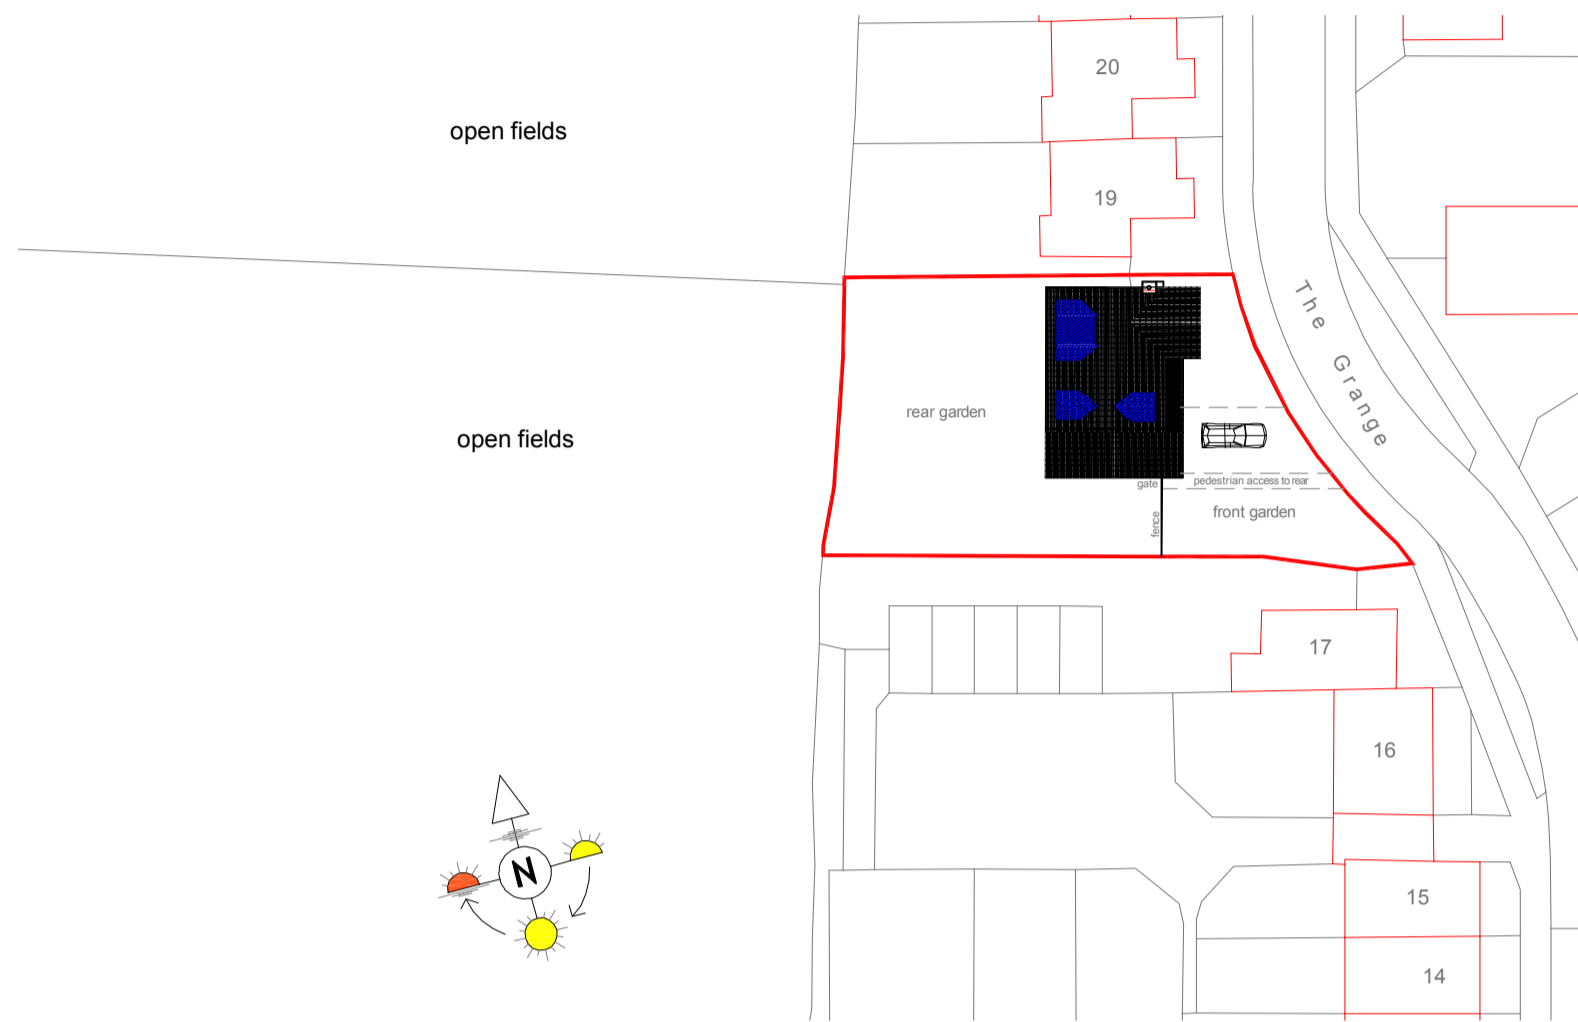 20
open fields
19
The Grange
rear garden
open fields
gate
pedestrian access to rear
front garden
fence
17
16
N
15
14